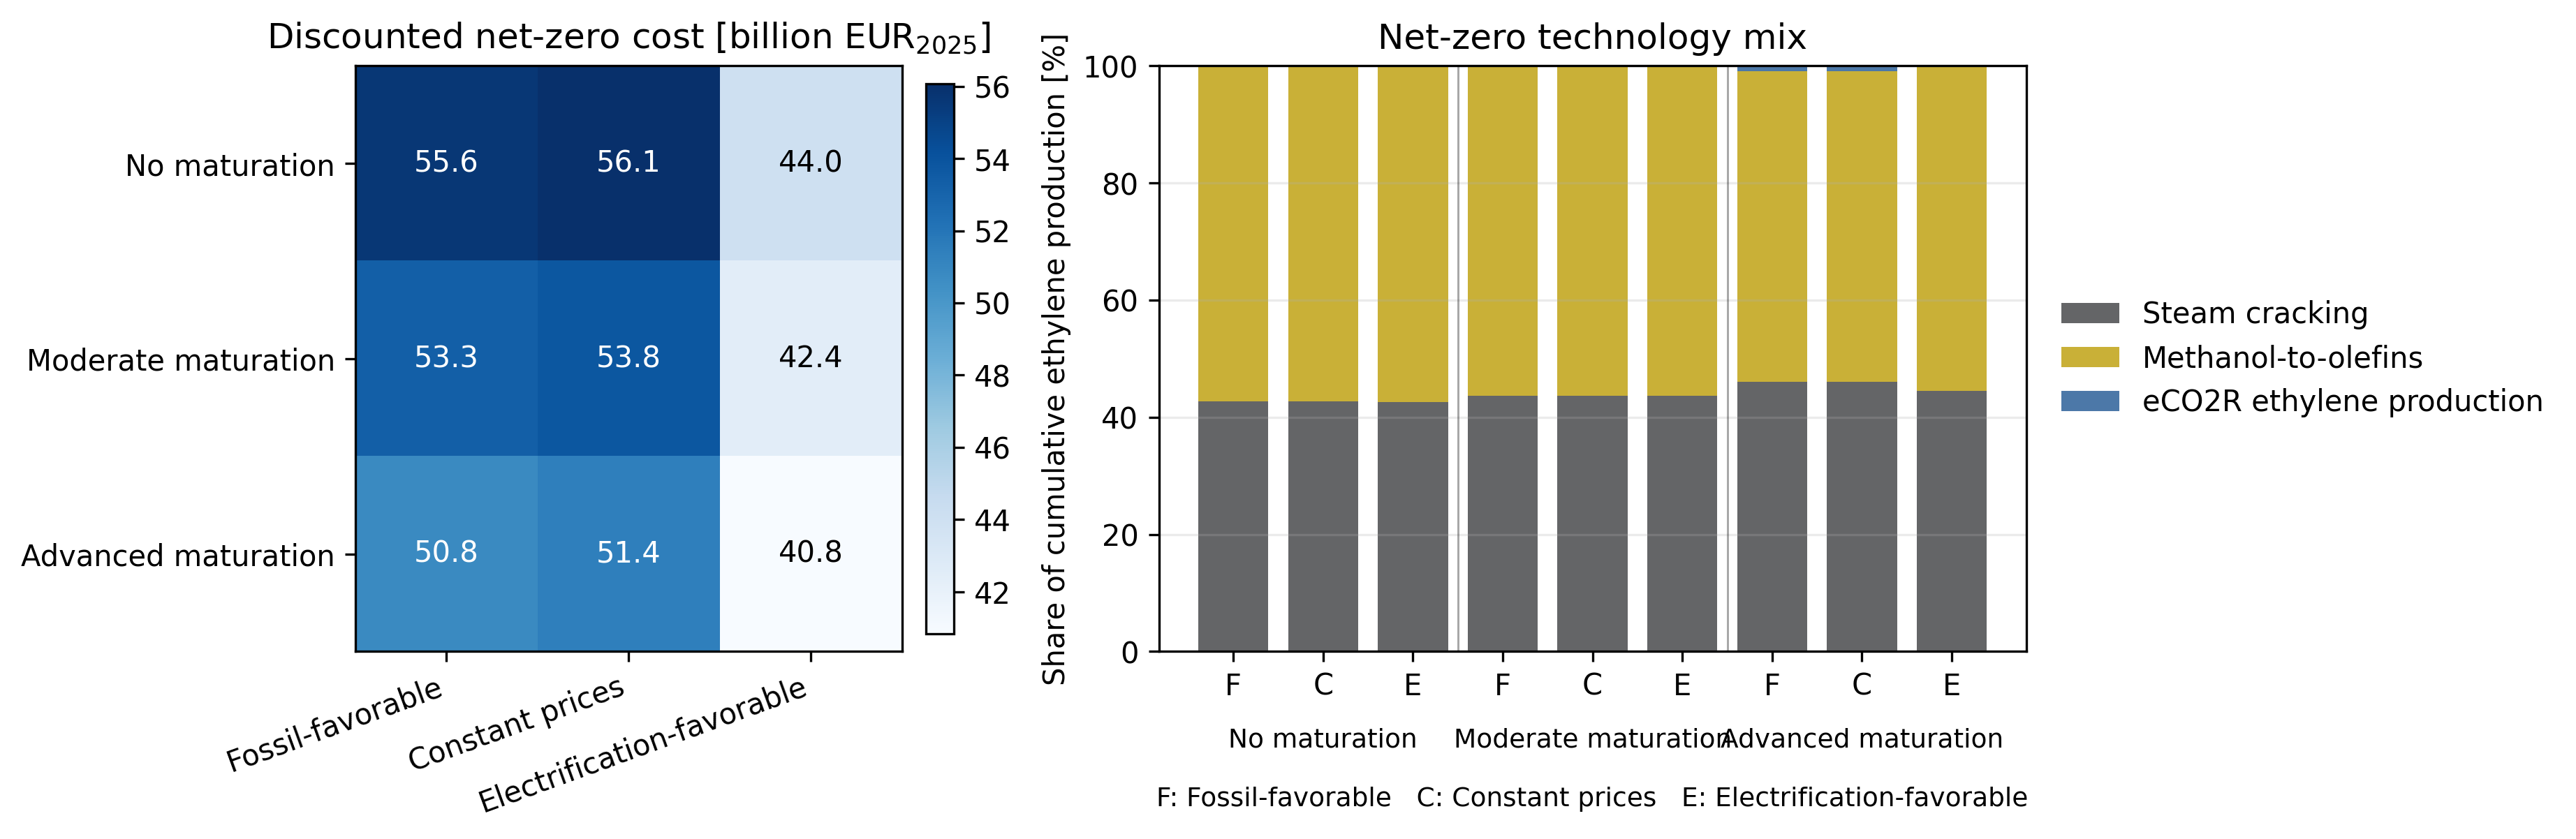 Discounted net-zero cost [billion EUR2025]
No maturation
Moderate maturation
Advanced maturation
55.6 56.1 44.0
53.3 53.8 42.4
50.8 51.4 40.8
Fossil-favorable
Constant prices
Electrification-favorable
56
54
52
50
48
46
44
42
Net-zero technology mix
Share of cumulative ethylene production [%]
100
80
60
40
20
0
F C E F C E F C E
No maturation Moderate maturation Advanced maturation
F: Fossil-favorable C: Constant prices E: Electrification-favorable
Steam cracking
Methanol-to-olefins
eCO2R ethylene production